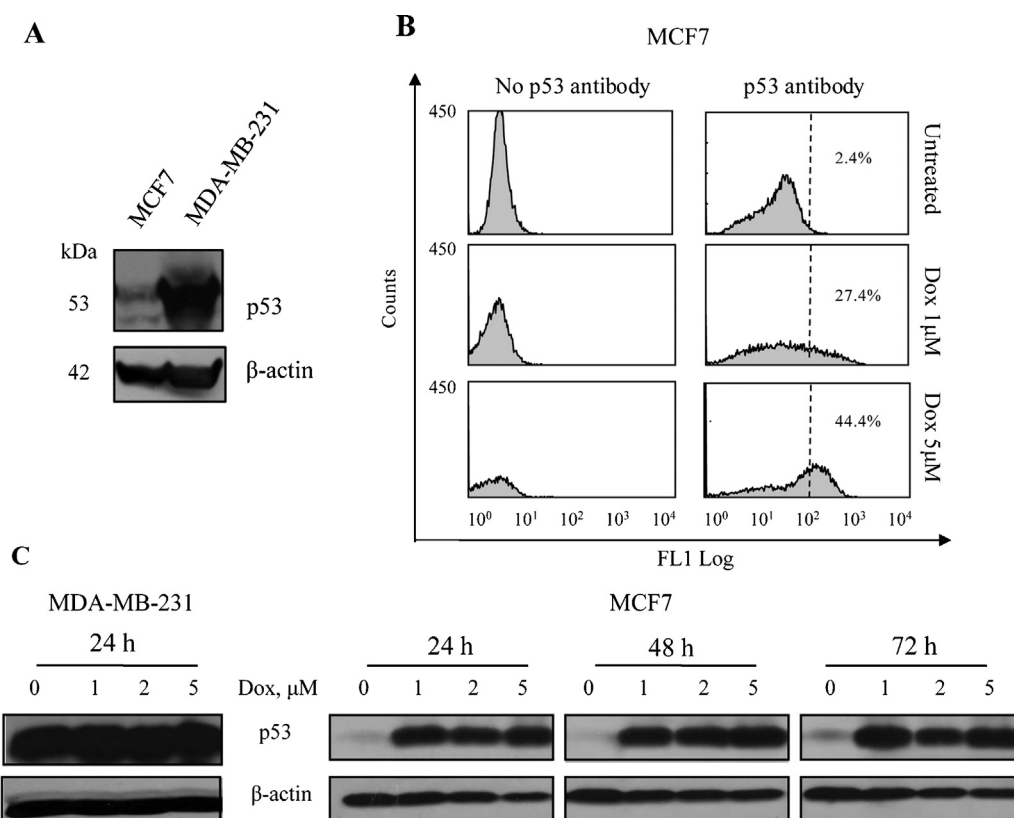 A
MCF7
MDA-MB-231
kDa
53
p53
42
β-actin
B
MCF7
No p53 antibody
p53 antibody
Counts
450
2.4%
Untreated
450
27.4%
Dox 1μM
450
44.4%
Dox 5μM
10⁰ 10¹ 10² 10³ 10⁴
10⁰ 10¹ 10² 10³ 10⁴
FL1 Log
C
MDA-MB-231
MCF7
24 h
24 h
48 h
72 h
0 1 2 5
Dox, μM
0 1 2 5
0 1 2 5
0 1 2 5
p53
β-actin